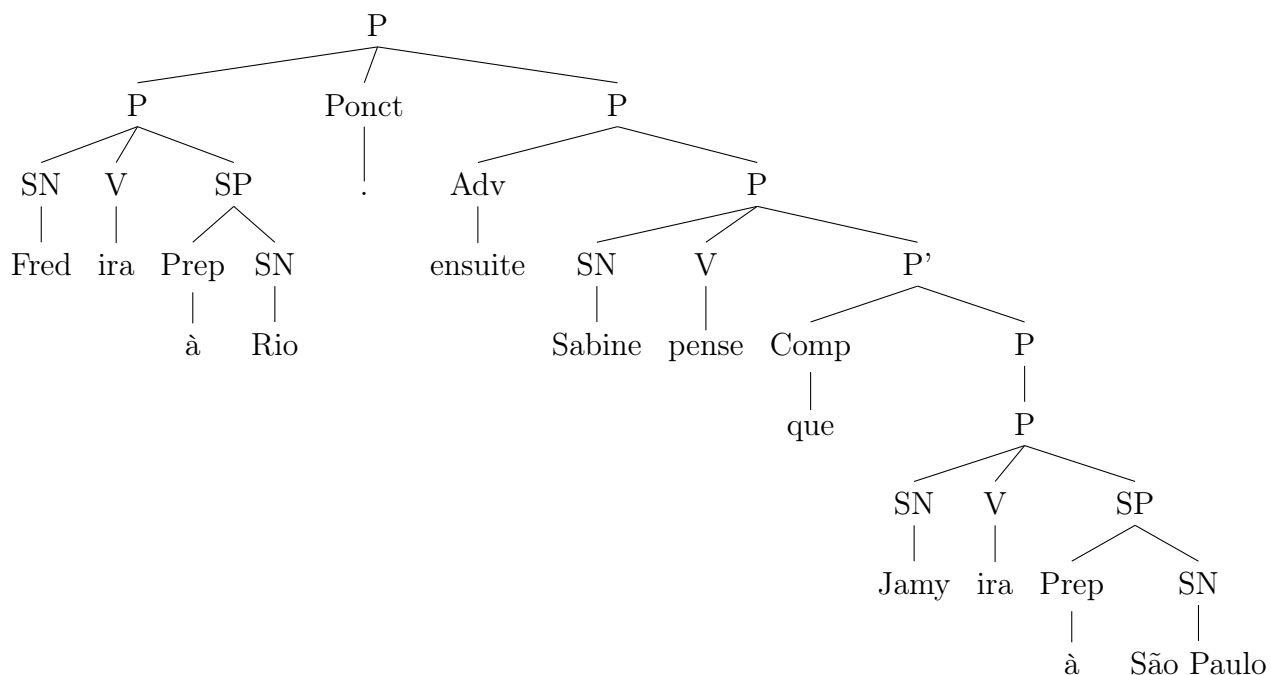 P
P Ponct P
SN V SP . Adv P
Fred ira Prep SN ensuite SN V P'
à Rio Sabine pense Comp P
que P
SN V SP
Jamy ira Prep SN
à São Paulo